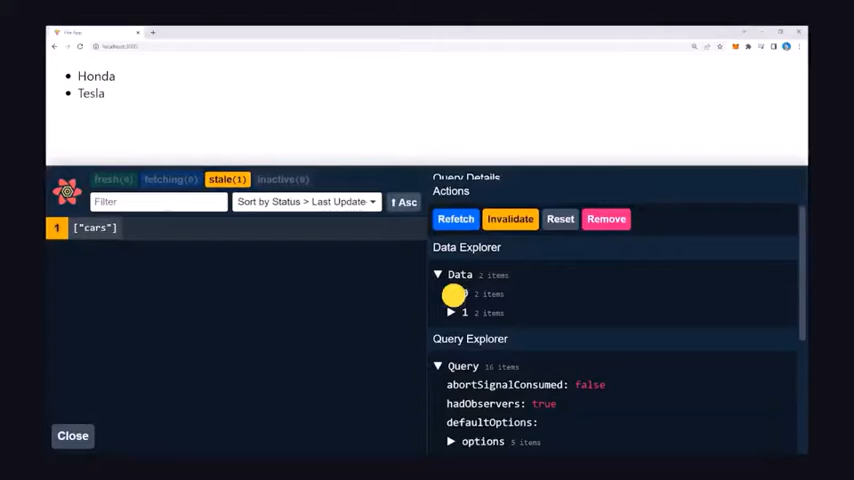 localhost:3000
Honda
Tesla
fresh(0) fetching(0) stale(1) inactive(0)
Filter
Sort by Status > Last Update
Asc
1 ["cars"]
Close
Query Details
Actions
Refetch Invalidate Reset Remove
Data Explorer
Data 2 items
2 items
1 2 items
Query Explorer
Query 16 items
abortSignalConsumed: false
hadObservers: true
defaultOptions:
options 5 items